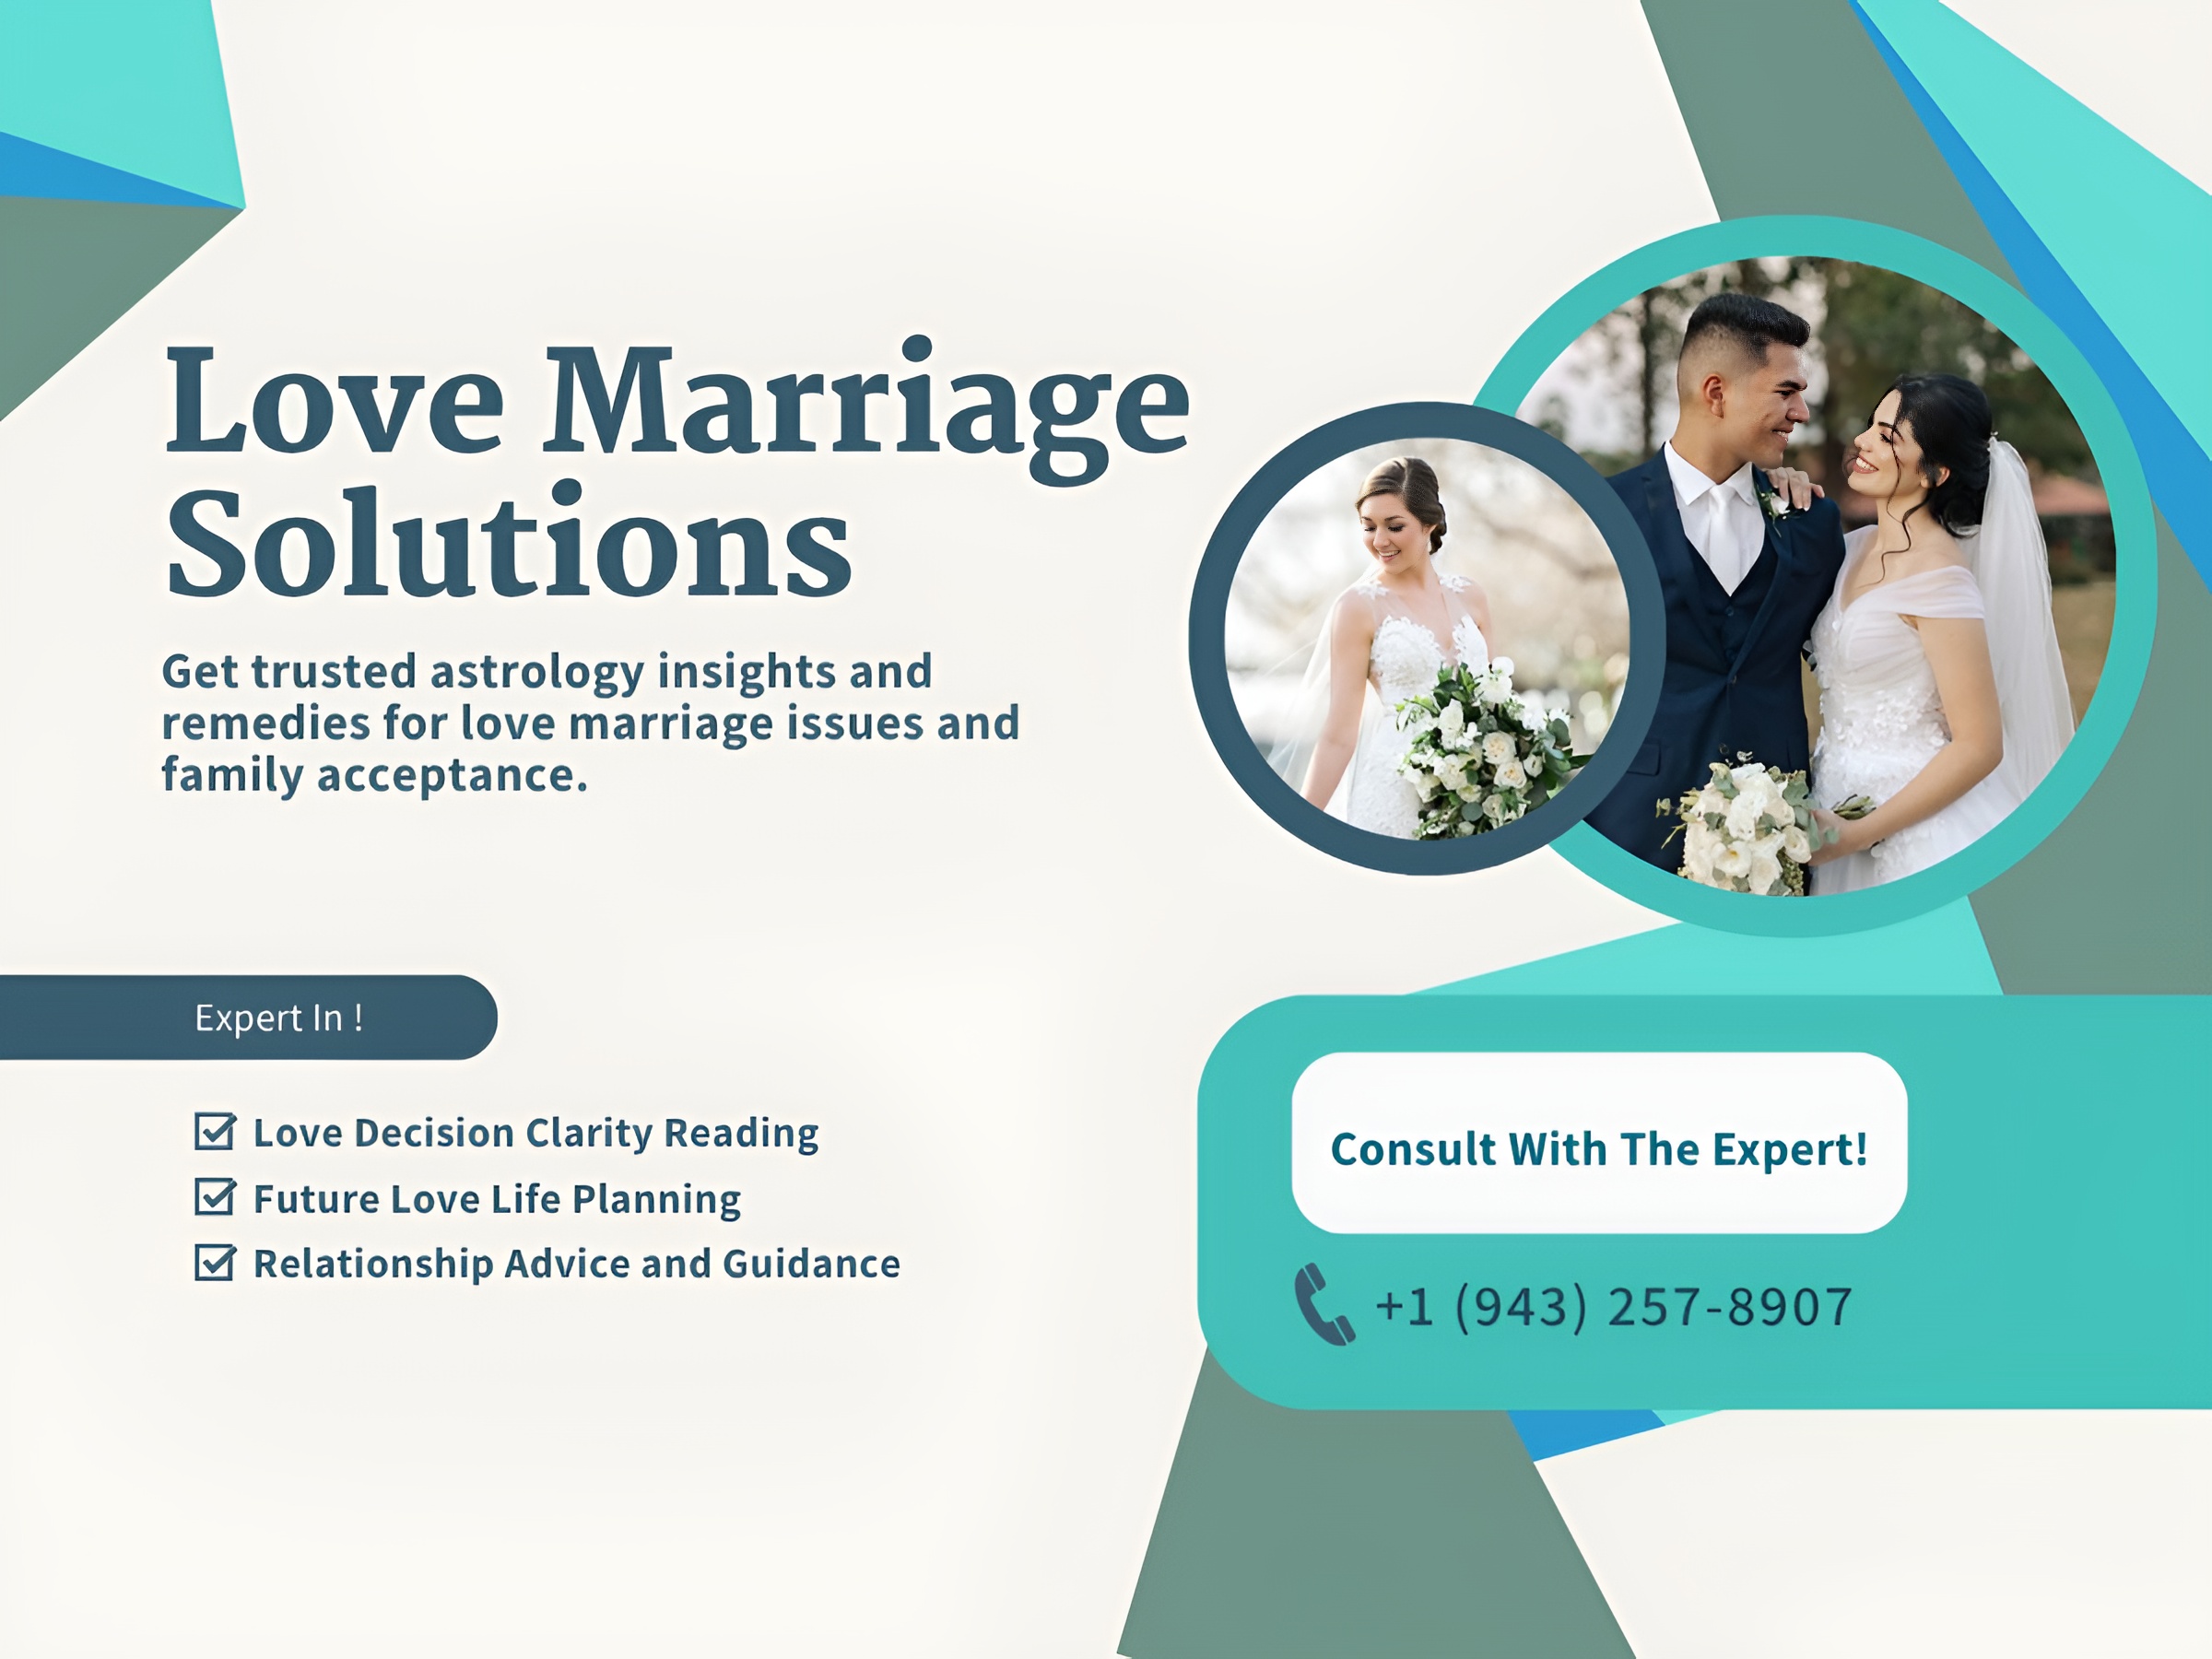 Love Marriage
Solutions
Get trusted astrology insights and
remedies for love marriage issues and
family acceptance.
Expert In !
Love Decision Clarity Reading
Future Love Life Planning
Relationship Advice and Guidance
Consult With The Expert!
+1 (943) 257-8907